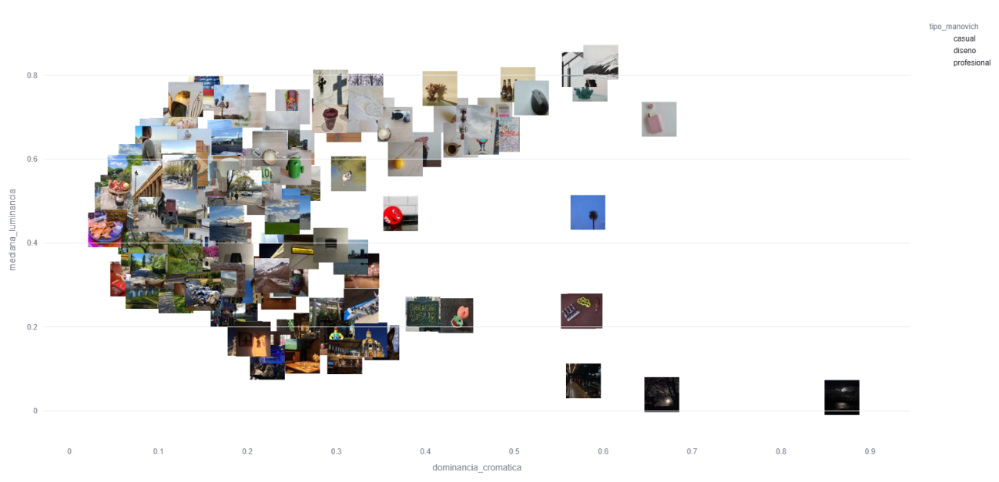 tipo_manovich
casual
diseno
profesional
mediana_luminancia
0.8
0.6
0.4
0.2
0
0
0.1
0.2
0.3
0.4
0.5
0.6
0.7
0.8
0.9
dominancia_cromatica